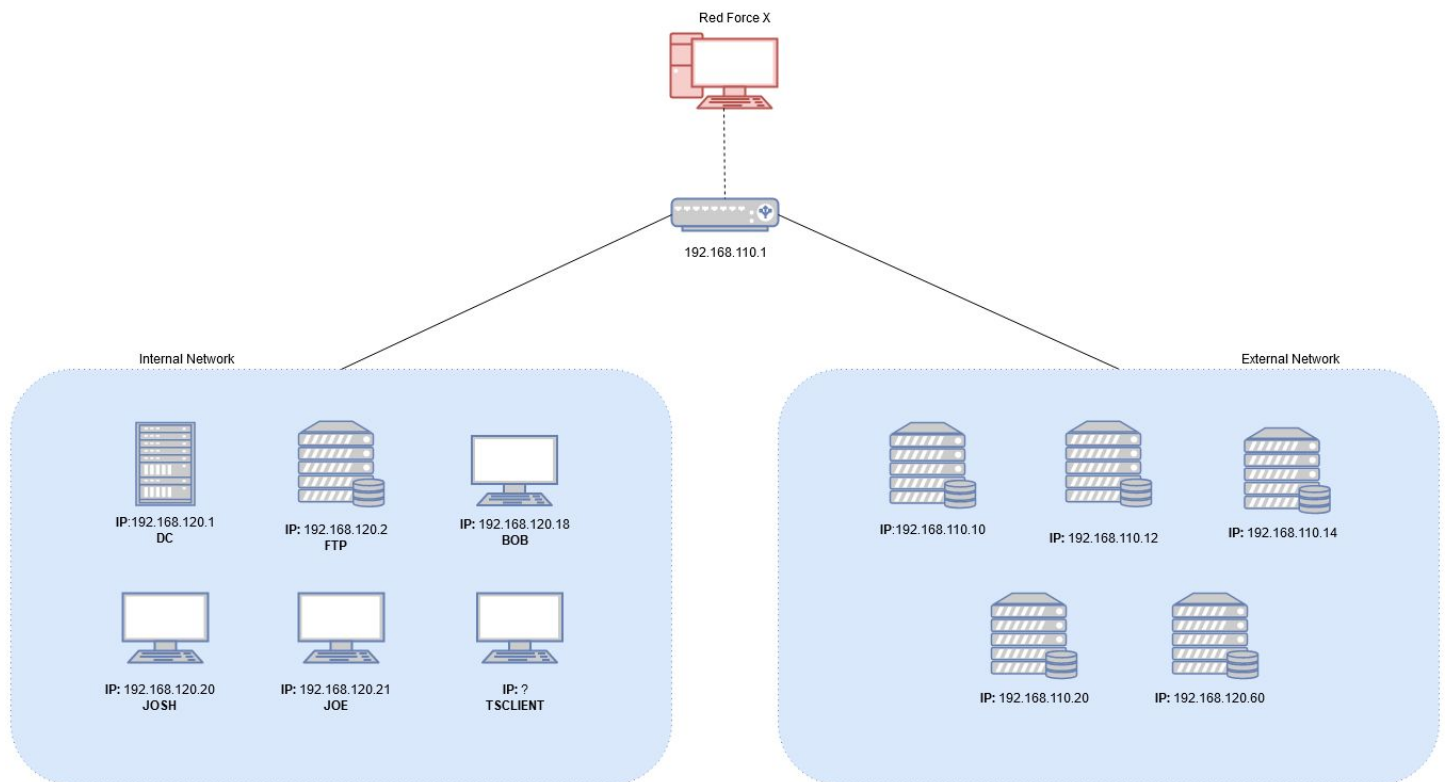 Red Force X
192.168.110.1
Internal Network
IP:192.168.120.1
DC
IP: 192.168.120.2
FTP
IP: 192.168.120.18
BOB
IP: 192.168.120.20
JOSH
IP: 192.168.120.21
JOE
IP: ?
TSCLIENT
External Network
IP:192.168.110.10
IP: 192.168.110.12
IP: 192.168.110.14
IP: 192.168.110.20
IP: 192.168.120.60